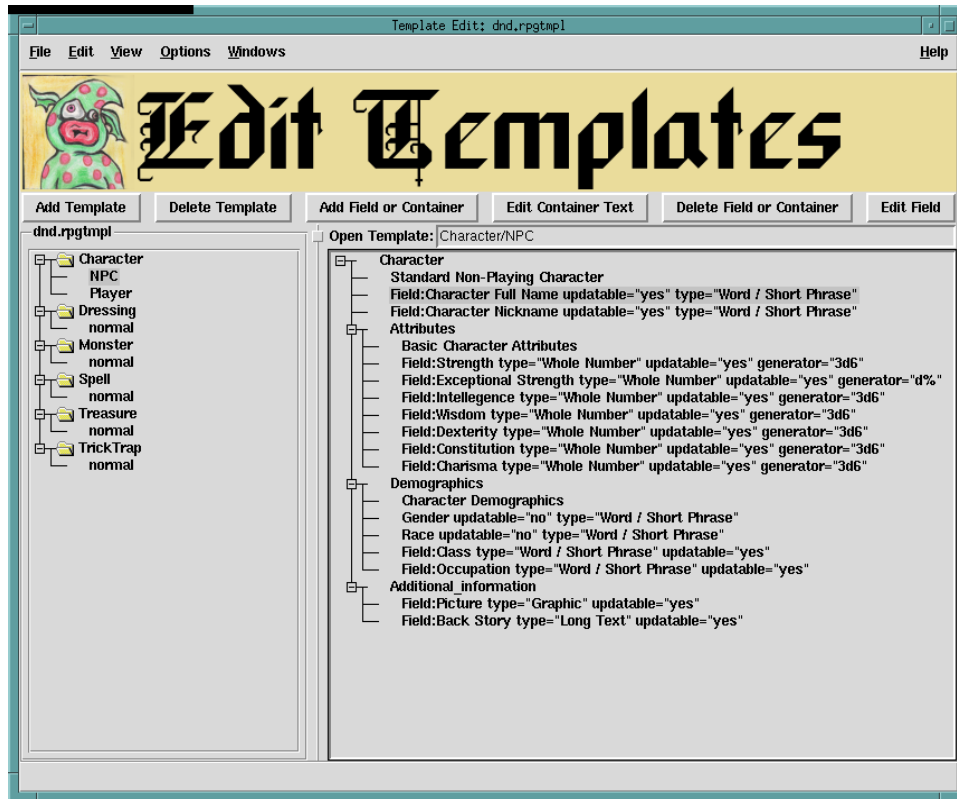 Template Edit: dnd.rpgtmpl
File Edit View Options Windows Help
Edit Templates
Add Template Delete Template Add Field or Container Edit Container Text Delete Field or Container Edit Field
dnd.rpgtmpl
Character
NPC
Player
Dressing
normal
Monster
normal
Spell
normal
Treasure
normal
TrickTrap
normal
Open Template: Character/NPC
Character
Standard Non-Playing Character
Field:Character Full Name updatable="yes" type="Word / Short Phrase"
Field:Character Nickname updatable="yes" type="Word / Short Phrase"
Attributes
Basic Character Attributes
Field:Strength type="Whole Number" updatable="yes" generator="3d6"
Field:Exceptional Strength type="Whole Number" updatable="yes" generator="d%"
Field:Intellegence type="Whole Number" updatable="yes" generator="3d6"
Field:Wisdom type="Whole Number" updatable="yes" generator="3d6"
Field:Dexterity type="Whole Number" updatable="yes" generator="3d6"
Field:Constitution type="Whole Number" updatable="yes" generator="3d6"
Field:Charisma type="Whole Number" updatable="yes" generator="3d6"
Demographics
Character Demographics
Gender updatable="no" type="Word / Short Phrase"
Race updatable="no" type="Word / Short Phrase"
Field:Class type="Word / Short Phrase" updatable="yes"
Field:Occupation type="Word / Short Phrase" updatable="yes"
Additional_information
Field:Picture type="Graphic" updatable="yes"
Field:Back Story type="Long Text" updatable="yes"